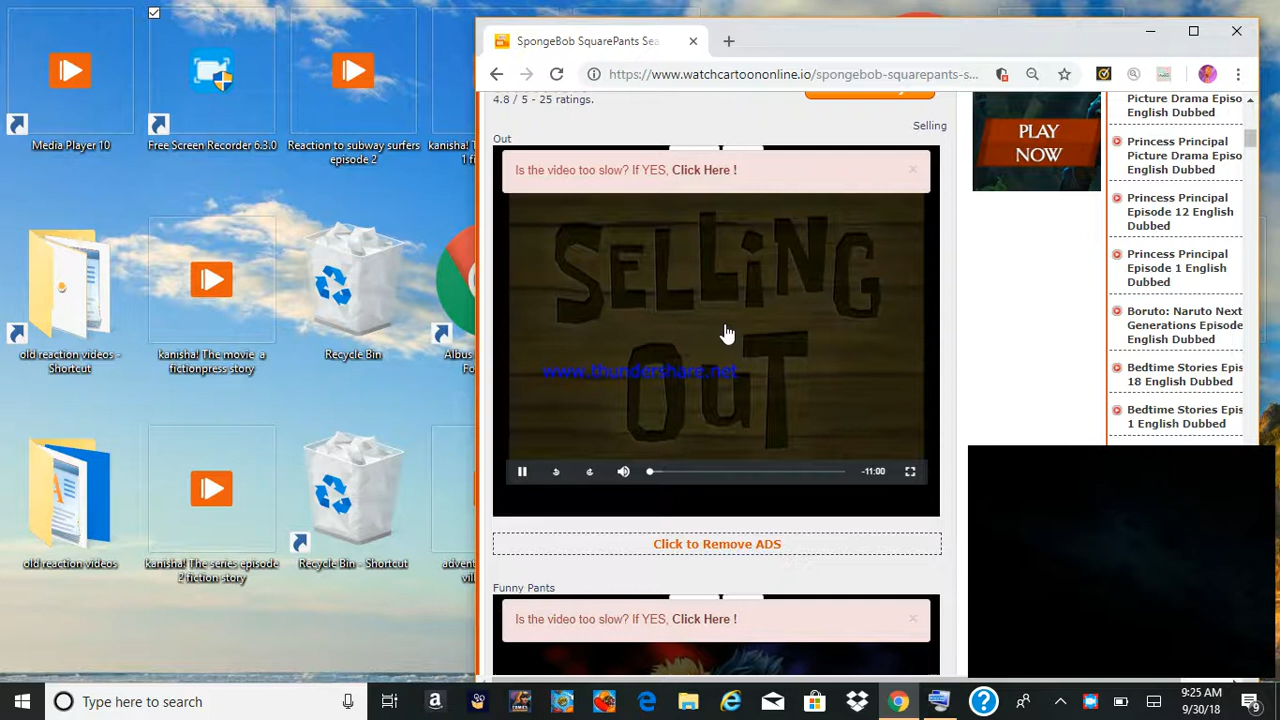 SpongeBob SquarePants Sea
https://www.watchcartoononline.io/spongebob-squarepants-s...
Media Player 10
Free Screen Recorder 6.3.0
Reaction to subway surfers
episode 2
kanisha!
old reaction videos -
Shortcut
kanisha! The movie a
fictionpress story
Recycle Bin
Albus
old reaction videos
kanisha! The series episode
2 fiction story
Recycle Bin - Shortcut
4.8 / 5 - 25 ratings.
Selling
Out
Is the video too slow? If YES, Click Here !
×
SELLiNG
OuT
www.thundershare.net
-11:00
Click to Remove ADS
Funny Pants
Is the video too slow? If YES, Click Here !
×
PLAY
NOW
Picture Drama Episo
English Dubbed
Princess Principal
Picture Drama Episo
English Dubbed
Princess Principal
Episode 12 English
Dubbed
Princess Principal
Episode 1 English
Dubbed
Boruto: Naruto Next
Generations Episode
English Dubbed
Bedtime Stories Epis
18 English Dubbed
Bedtime Stories Epis
1 English Dubbed
Type here to search
9:25 AM
9/30/18
9